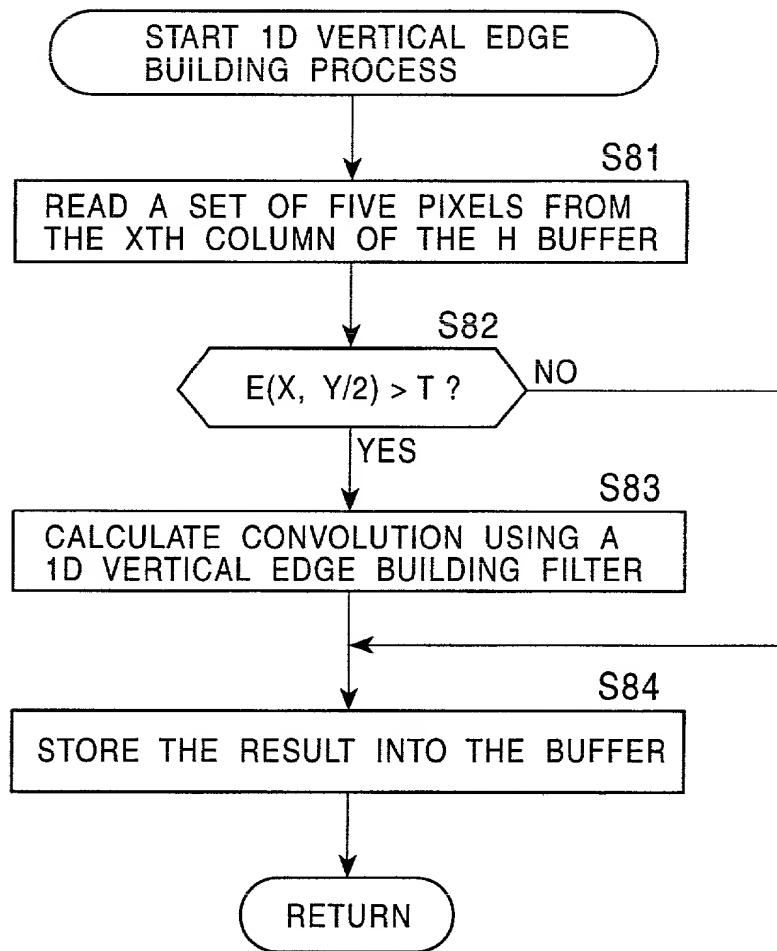 START 1D VERTICAL EDGE
BUILDING PROCESS
S81
READ A SET OF FIVE PIXELS FROM
THE XTH COLUMN OF THE H BUFFER
S82
E(X, Y/2) > T ?
NO
YES
S83
CALCULATE CONVOLUTION USING A
1D VERTICAL EDGE BUILDING FILTER
S84
STORE THE RESULT INTO THE BUFFER
RETURN